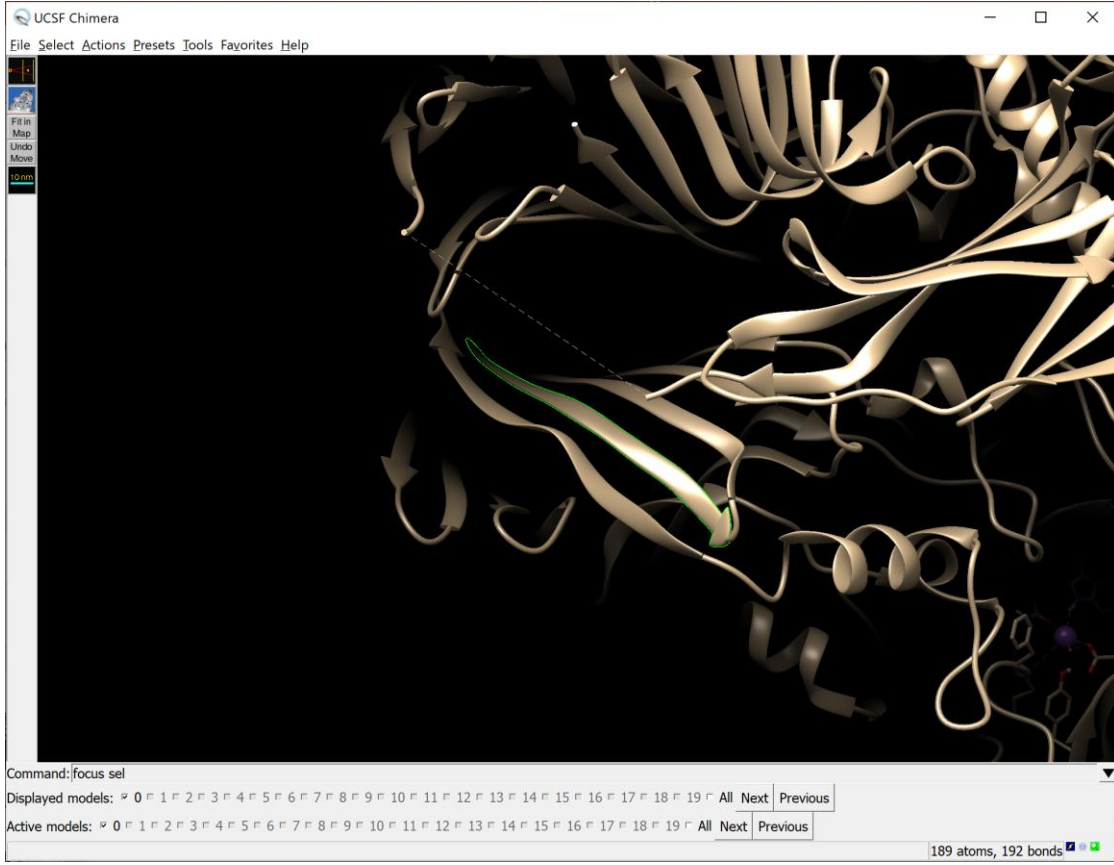 UCSF Chimera
File Select Actions Presets Tools Favorites Help
Fit in
Map
Undo
Move
10 nm
Command: focus sel
Displayed models: 0 1 2 3 4 5 6 7 8 9 10 11 12 13 14 15 16 17 18 19 All Next Previous
Active models: 0 1 2 3 4 5 6 7 8 9 10 11 12 13 14 15 16 17 18 19 All Next Previous
189 atoms, 192 bonds